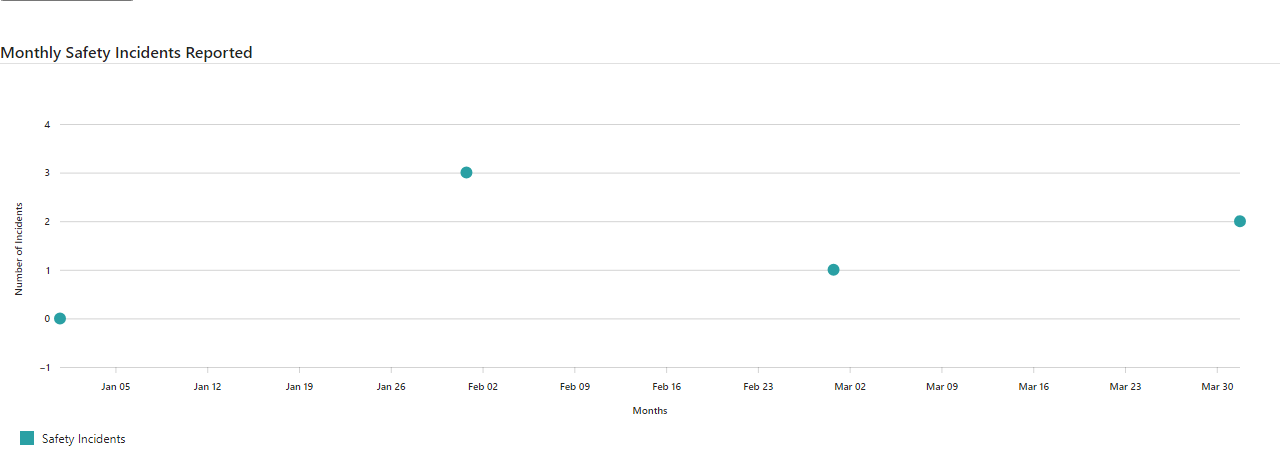 Monthly Safety Incidents Reported
4
3
2
1
0
−1
Number of Incidents
Jan 05 Jan 12 Jan 19 Jan 26 Feb 02 Feb 09 Feb 16 Feb 23 Mar 02 Mar 09 Mar 16 Mar 23 Mar 30
Months
Safety Incidents